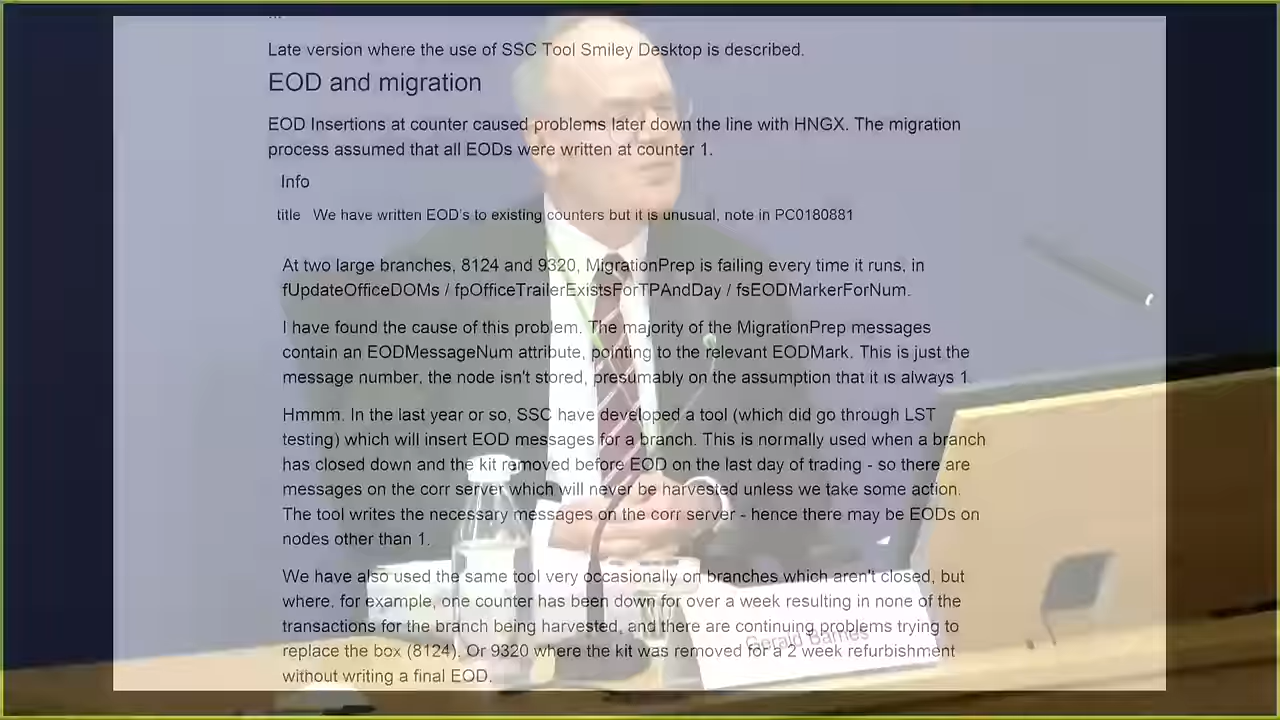 ...
Late version where the use of SSC Tool Smiley Desktop is described.
EOD and migration
EOD Insertions at counter caused problems later down the line with HNGX. The migration
process assumed that all EODs were written at counter 1.
Info
title We have written EOD's to existing counters but it is unusual, note in PC0180881
At two large branches, 8124 and 9320, MigrationPrep is failing every time it runs, in
fUpdateOfficeDOMs / fpOfficeTrailerExistsForTPAndDay / fsEODMarkerForNum.
I have found the cause of this problem. The majority of the MigrationPrep messages
contain an EODMessageNum attribute, pointing to the relevant EODMark. This is just the
message number, the node isn't stored, presumably on the assumption that it is always 1.
Hmmm. In the last year or so, SSC have developed a tool (which did go through LST
testing) which will insert EOD messages for a branch. This is normally used when a branch
has closed down and the kit removed before EOD on the last day of trading - so there are
messages on the corr server which will never be harvested unless we take some action.
The tool writes the necessary messages on the corr server - hence there may be EODs on
nodes other than 1.
We have also used the same tool very occasionally on branches which aren't closed, but
where, for example, one counter has been down for over a week resulting in none of the
transactions for the branch being harvested, and there are continuing problems trying to
Gerald Barnes
replace the box (8124). Or 9320 where the kit was removed for a 2 week refurbishment
without writing a final EOD.